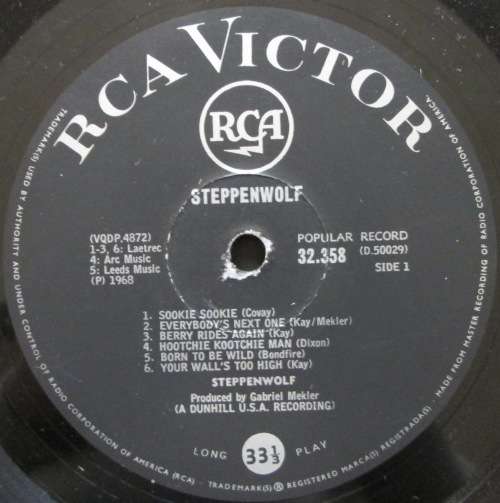 RCA VICTOR
RCA
STEPPENWOLF
(VQDP.4872)
1-3, 6: Laetrec
4: Arc Music
5: Leeds Music
(P) 1968
POPULAR RECORD
32.358 (D.50029)
SIDE 1
1. SOOKIE SOOKIE (Covay)
2. EVERYBODY'S NEXT ONE (Kay/Mekler)
3. BERRY RIDES AGAIN (Kay)
4. HOOTCHIE KOOTCHIE MAN (Dixon)
5. BORN TO BE WILD (Bondfire)
6. YOUR WALL'S TOO HIGH (Kay)
STEPPENWOLF
Produced by Gabriel Mekler
(A DUNHILL U.S.A. RECORDING)
LONG 33 1/3 PLAY
TRADEMARK(S) USED BY AUTHORITY AND UNDER CONTROL OF RADIO CORPORATION OF AMERICA (RCA) - TRADEMARK(S) ® REGISTERED MARCA(S) REGISTRADA(S) - MADE FROM MASTER RECORDING OF RADIO CORPORATION OF AMERICA.